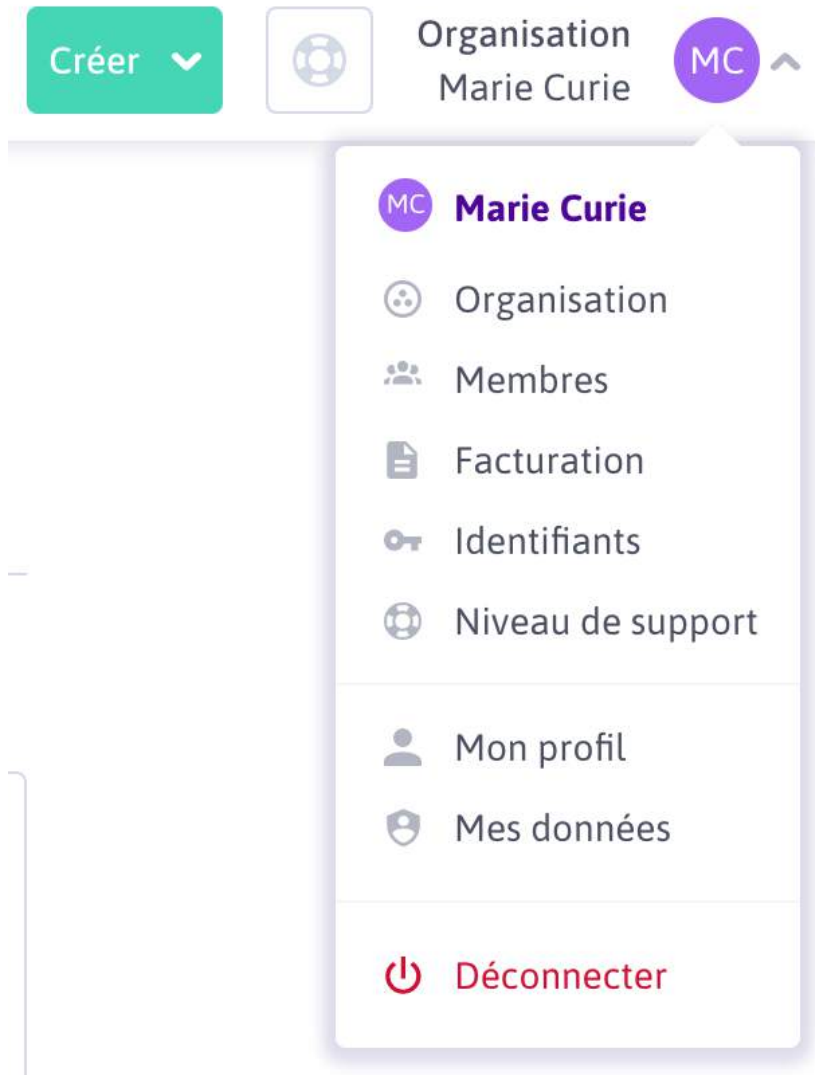 Créer
Organisation
Marie Curie
MC
MC
Marie Curie
Organisation
Membres
Facturation
Identifiants
Niveau de support
Mon profil
Mes données
Déconnecter